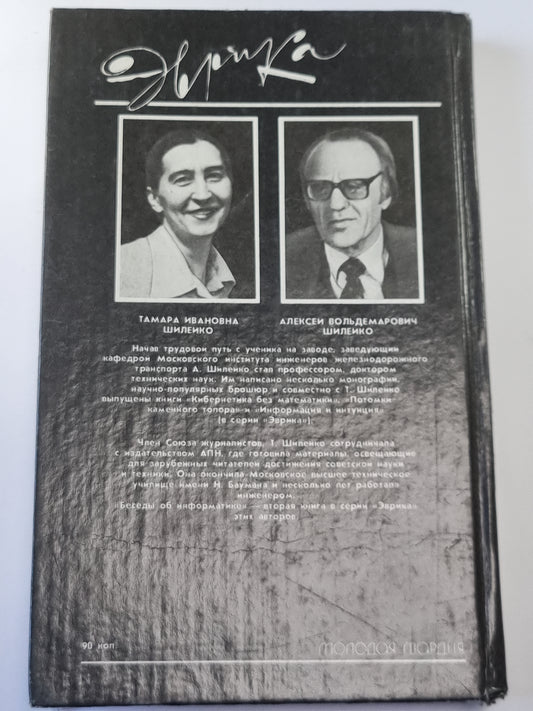 Эврика
ТАМАРА ИВАНОВНА
ШИЛЕЙКО
АЛЕКСЕЙ ВОЛЬДЕМАРОВИЧ
ШИЛЕЙКО
Начав трудовой путь с ученика на заводе, заведующий
кафедрой Московского института инженеров железнодорожного
транспорта А. Шилейко стал профессором, доктором
технических наук. Им написано несколько монографий,
научно-популярных брошюр и совместно с Т. Шилейко
выпущены книги «Кибернетика без математики», «Потомки
каменного топора» и «Информация и интуиция»
(в серии «Эврика»).
Член Союза журналистов, Т. Шилейко сотрудничала
с издательством АПН, где готовила материалы, освещающие
для зарубежных читателей достижения советской науки
и техники. Она окончила Московское высшее техническое
училище имени Н. Баумана и несколько лет работала
инженером.
«Беседы об информатике» — вторая книга в серии «Эврика»
этих авторов.
90 коп.
МОЛОДАЯ ГВАРДИЯ